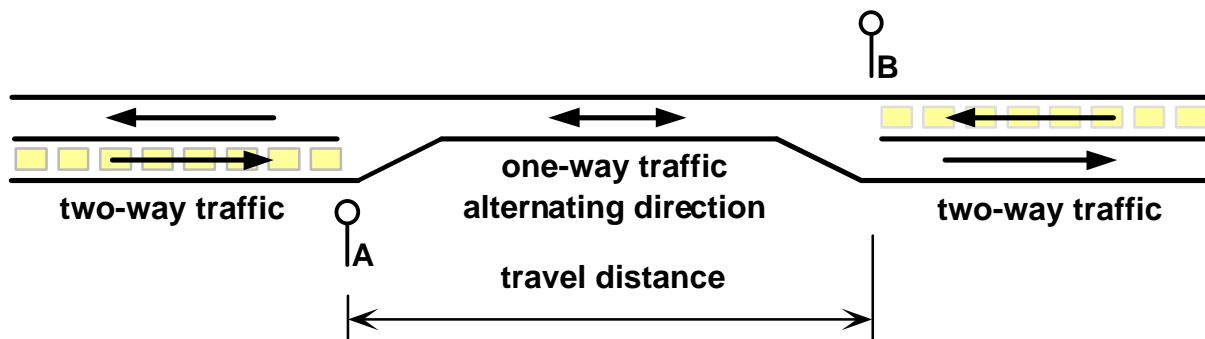 B
two-way traffic
one-way traffic
alternating direction
two-way traffic
A
travel distance